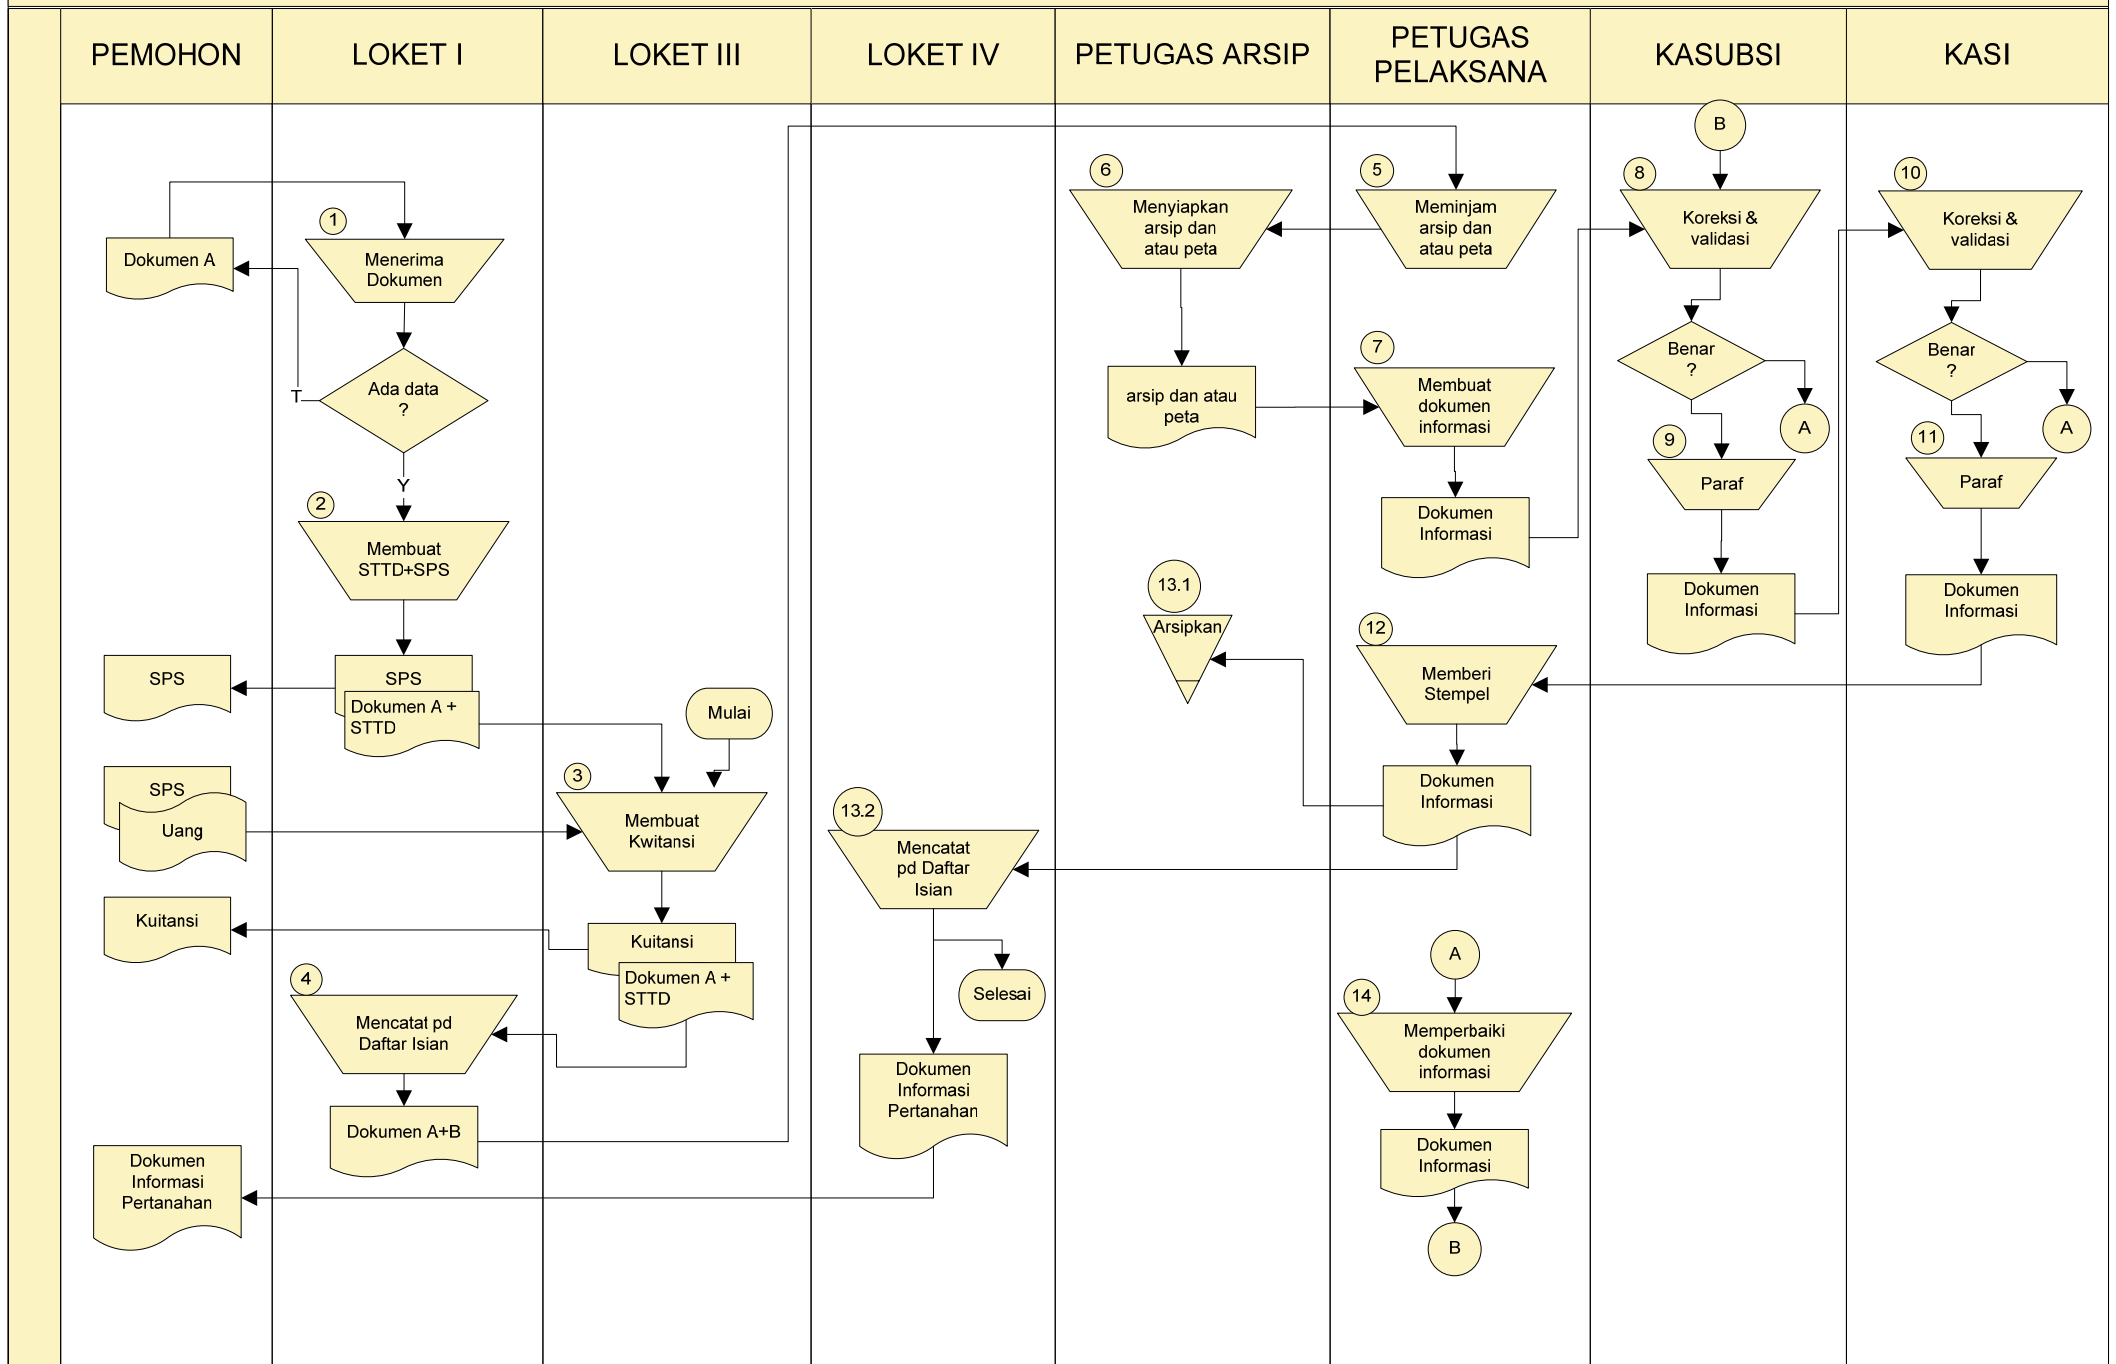 PEMOHON
LOKET I
LOKET III
LOKET IV
PETUGAS ARSIP
PETUGAS
PELAKSANA
KASUBSI
KASI
Dokumen A
1
Menerima
Dokumen
Ada data
?
T
Y
2
Membuat
STTD+SPS
SPS
Dokumen A +
STTD
SPS
SPS
Uang
Kuitansi
Mulai
3
Membuat
Kwitansi
Kuitansi
Dokumen A +
STTD
4
Mencatat pd
Daftar Isian
Dokumen A+B
Dokumen
Informasi
Pertanahan
13.2
Mencatat
pd Daftar
Isian
Selesai
Dokumen
Informasi
Pertanahan
6
Menyiapkan
arsip dan
atau peta
arsip dan atau
peta
13.1
Arsipkan
5
Meminjam
arsip dan
atau peta
7
Membuat
dokumen
informasi
Dokumen
Informasi
12
Memberi
Stempel
Dokumen
Informasi
A
14
Memperbaiki
dokumen
informasi
Dokumen
Informasi
B
B
8
Koreksi &
validasi
Benar
?
A
9
Paraf
Dokumen
Informasi
10
Koreksi &
validasi
Benar
?
A
11
Paraf
Dokumen
Informasi